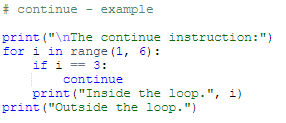 # continue - example

print("\nThe continue instruction:")
for i in range(1, 6):
    if i == 3:
        continue
    print("Inside the loop.", i)
print("Outside the loop.")